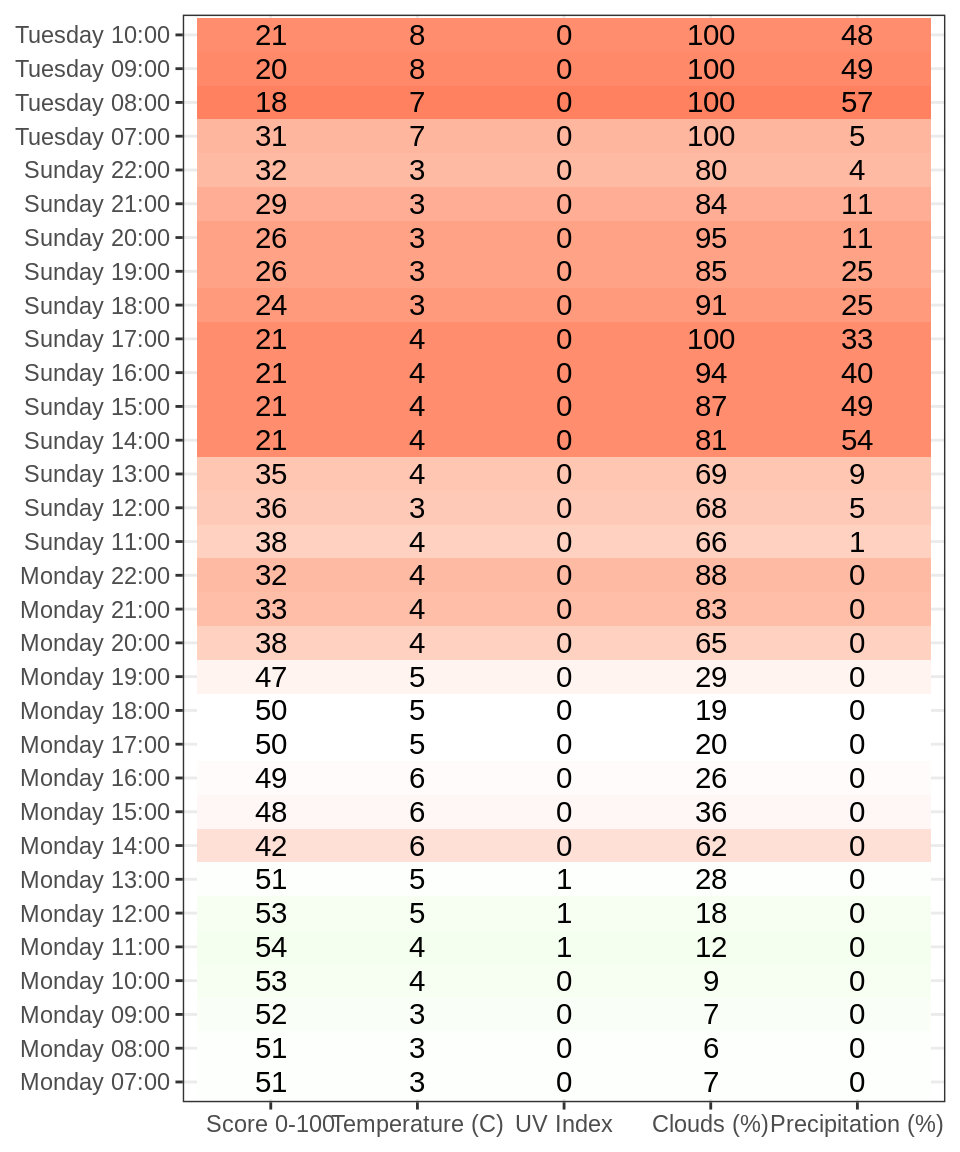 Tuesday 10:00 21 8 0 100 48
Tuesday 09:00 20 8 0 100 49
Tuesday 08:00 18 7 0 100 57
Tuesday 07:00 31 7 0 100 5
Sunday 22:00 32 3 0 80 4
Sunday 21:00 29 3 0 84 11
Sunday 20:00 26 3 0 95 11
Sunday 19:00 26 3 0 85 25
Sunday 18:00 24 3 0 91 25
Sunday 17:00 21 4 0 100 33
Sunday 16:00 21 4 0 94 40
Sunday 15:00 21 4 0 87 49
Sunday 14:00 21 4 0 81 54
Sunday 13:00 35 4 0 69 9
Sunday 12:00 36 3 0 68 5
Sunday 11:00 38 4 0 66 1
Monday 22:00 32 4 0 88 0
Monday 21:00 33 4 0 83 0
Monday 20:00 38 4 0 65 0
Monday 19:00 47 5 0 29 0
Monday 18:00 50 5 0 19 0
Monday 17:00 50 5 0 20 0
Monday 16:00 49 6 0 26 0
Monday 15:00 48 6 0 36 0
Monday 14:00 42 6 0 62 0
Monday 13:00 51 5 1 28 0
Monday 12:00 53 5 1 18 0
Monday 11:00 54 4 1 12 0
Monday 10:00 53 4 0 9 0
Monday 09:00 52 3 0 7 0
Monday 08:00 51 3 0 6 0
Monday 07:00 51 3 0 7 0
Score 0-100 Temperature (C) UV Index Clouds (%) Precipitation (%)